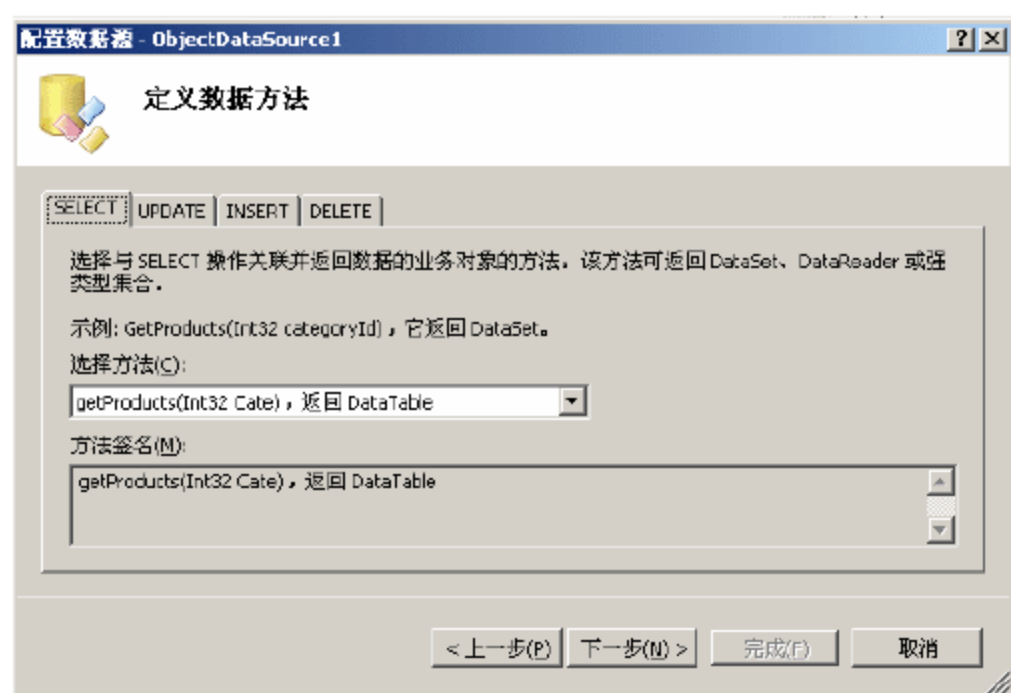 配置数据源 - ObjectDataSource1
定义数据方法
SELECT UPDATE INSERT DELETE
选择与 SELECT 操作关联并返回数据的业务对象的方法。该方法可返回 DataSet、DataReader 或强
类型集合。
示例: GetProducts(Int32 categoryId)，它返回 DataSet。
选择方法(C):
getProducts(Int32 Cate)，返回 DataTable
方法签名(M):
getProducts(Int32 Cate)，返回 DataTable
< 上一步(P) 下一步(N) > 完成(F) 取消